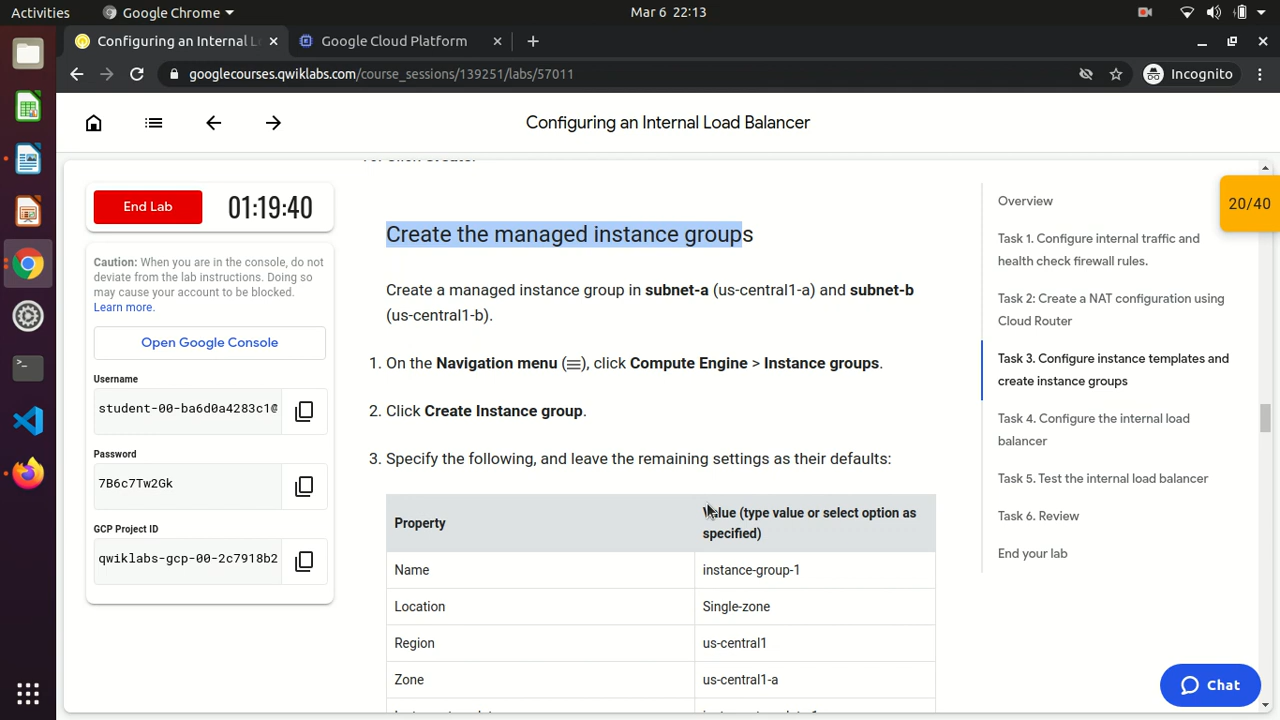 Activities
Google Chrome
Mar 6 22:13
Configuring an Internal L
Google Cloud Platform
googlecourses.qwiklabs.com/course_sessions/139251/labs/57011
Incognito
Configuring an Internal Load Balancer
End Lab
01:19:40
Caution: When you are in the console, do not
deviate from the lab instructions. Doing so
may cause your account to be blocked.
Learn more.
Open Google Console
Username
student-00-ba6d0a4283c1@
Password
7B6c7Tw2Gk
GCP Project ID
qwiklabs-gcp-00-2c7918b2
Create the managed instance groups
Create a managed instance group in subnet-a (us-central1-a) and subnet-b
(us-central1-b).
1. On the Navigation menu (), click Compute Engine > Instance groups.
2. Click Create Instance group.
3. Specify the following, and leave the remaining settings as their defaults:
Property
Value (type value or select option as
specified)
Name
instance-group-1
Location
Single-zone
Region
us-central1
Zone
us-central1-a
Overview
Task 1. Configure internal traffic and
health check firewall rules.
Task 2: Create a NAT configuration using
Cloud Router
Task 3. Configure instance templates and
create instance groups
Task 4. Configure the internal load
balancer
Task 5. Test the internal load balancer
Task 6. Review
End your lab
20/40
Chat